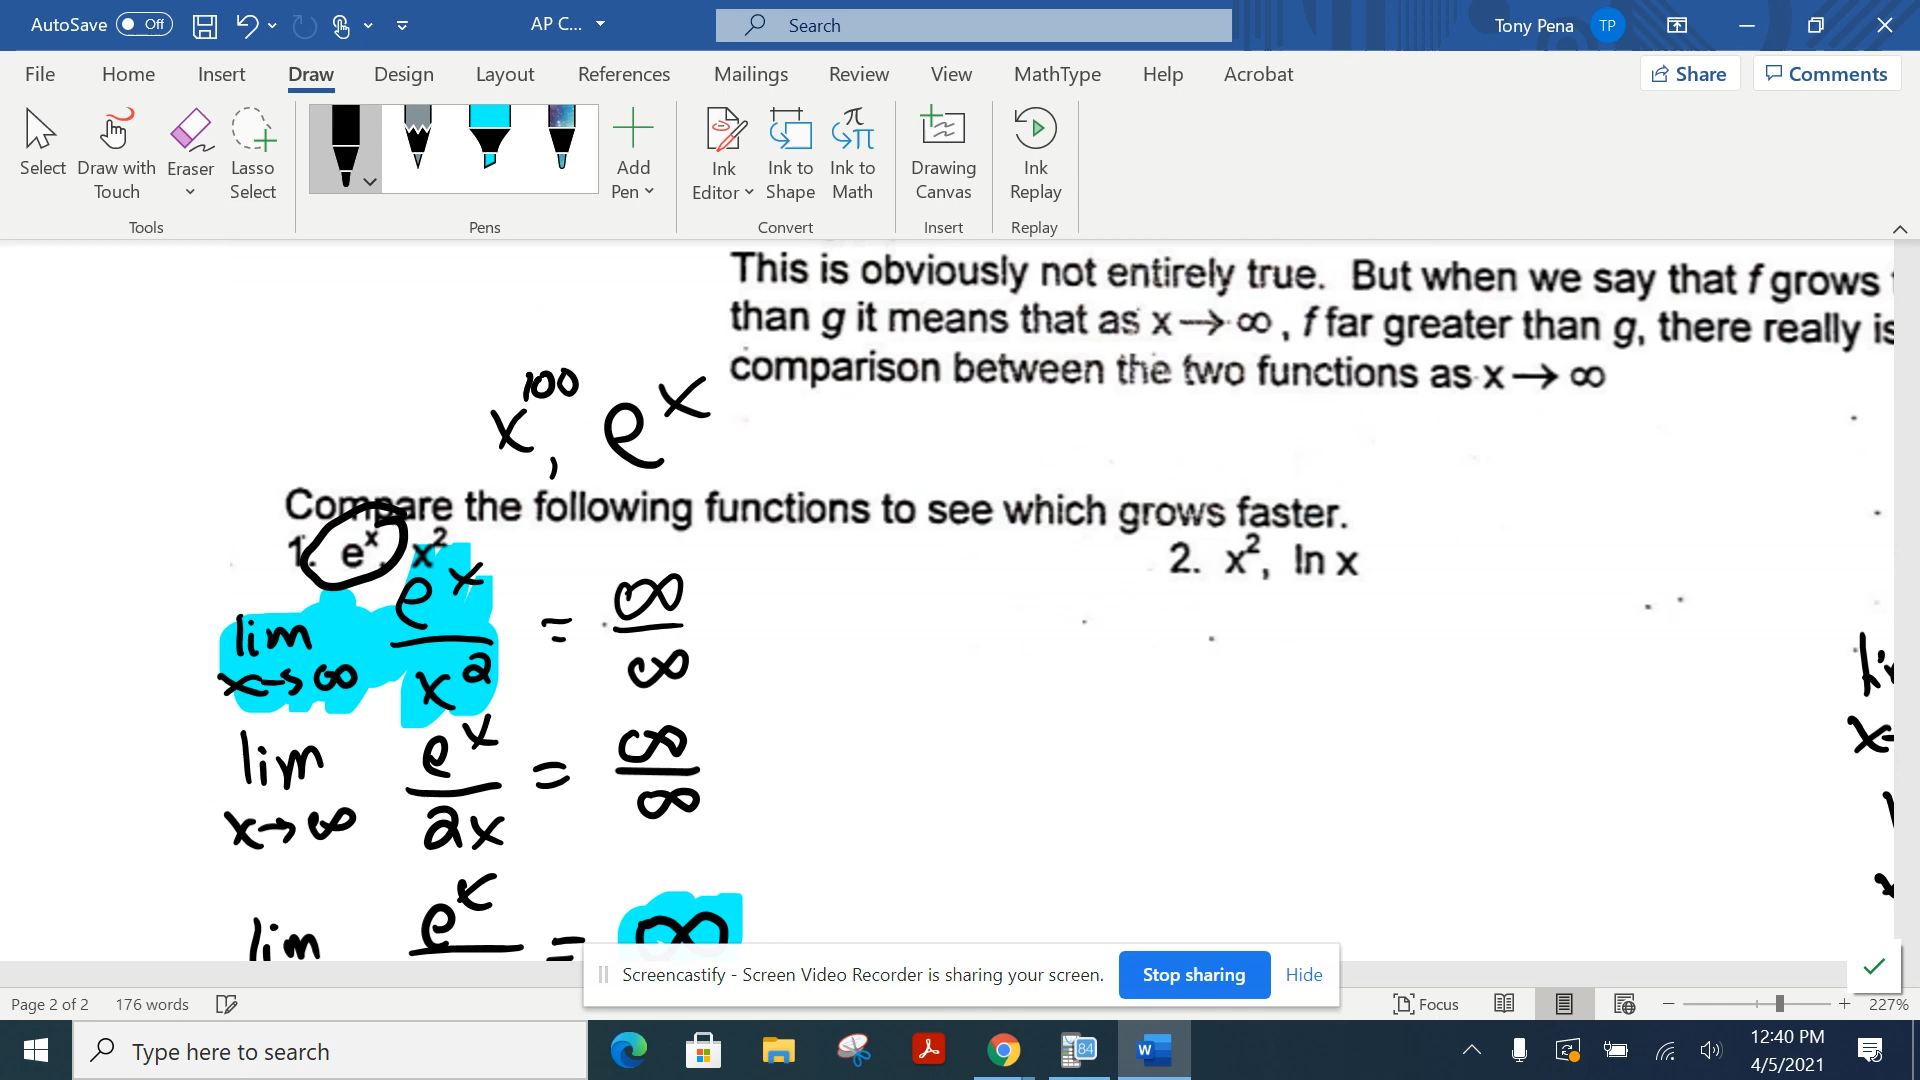 AutoSave Off AP C... Search Tony Pena TP
File Home Insert Draw Design Layout References Mailings Review View MathType Help Acrobat Share Comments
Select Draw with Touch Eraser Lasso Select Add Pen Ink Editor Ink to Shape Ink to Math Drawing Canvas Ink Replay
Tools Pens Convert Insert Replay
This is obviously not entirely true. But when we say that f grows
than g it means that as x→∞, f far greater than g, there really is
comparison between the two functions as x→∞
x^100, e^x
Compare the following functions to see which grows faster.
1. e^x, x^2
2. x^2, ln x
lim x→∞ e^x/x^2 = ∞/∞
lim x→∞ e^x/2x = ∞/∞
lim e^x = ∞
Screencastify - Screen Video Recorder is sharing your screen. Stop sharing Hide
Page 2 of 2 176 words Focus 227%
Type here to search 84 12:40 PM
4/5/2021